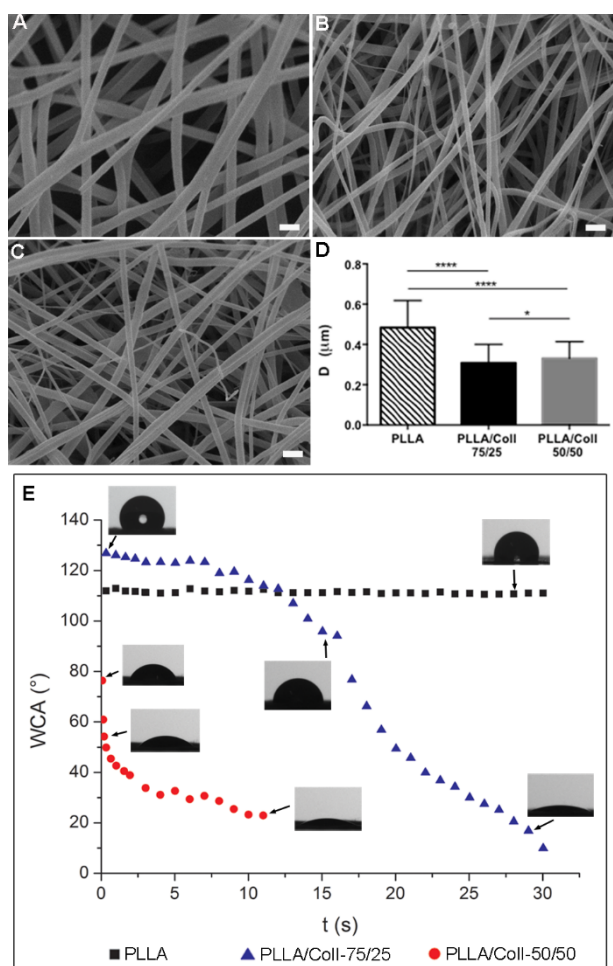 A
B
C
D
****
****
*
0.8
0.6
0.4
0.2
0.0
D (μm)
PLLA
PLLA/Coll
75/25
PLLA/Coll
50/50
E
140
120
100
80
60
40
20
0
WCA (°)
0 5 10 15 20 25 30
t (s)
PLLA PLLA/Coll-75/25 PLLA/Coll-50/50